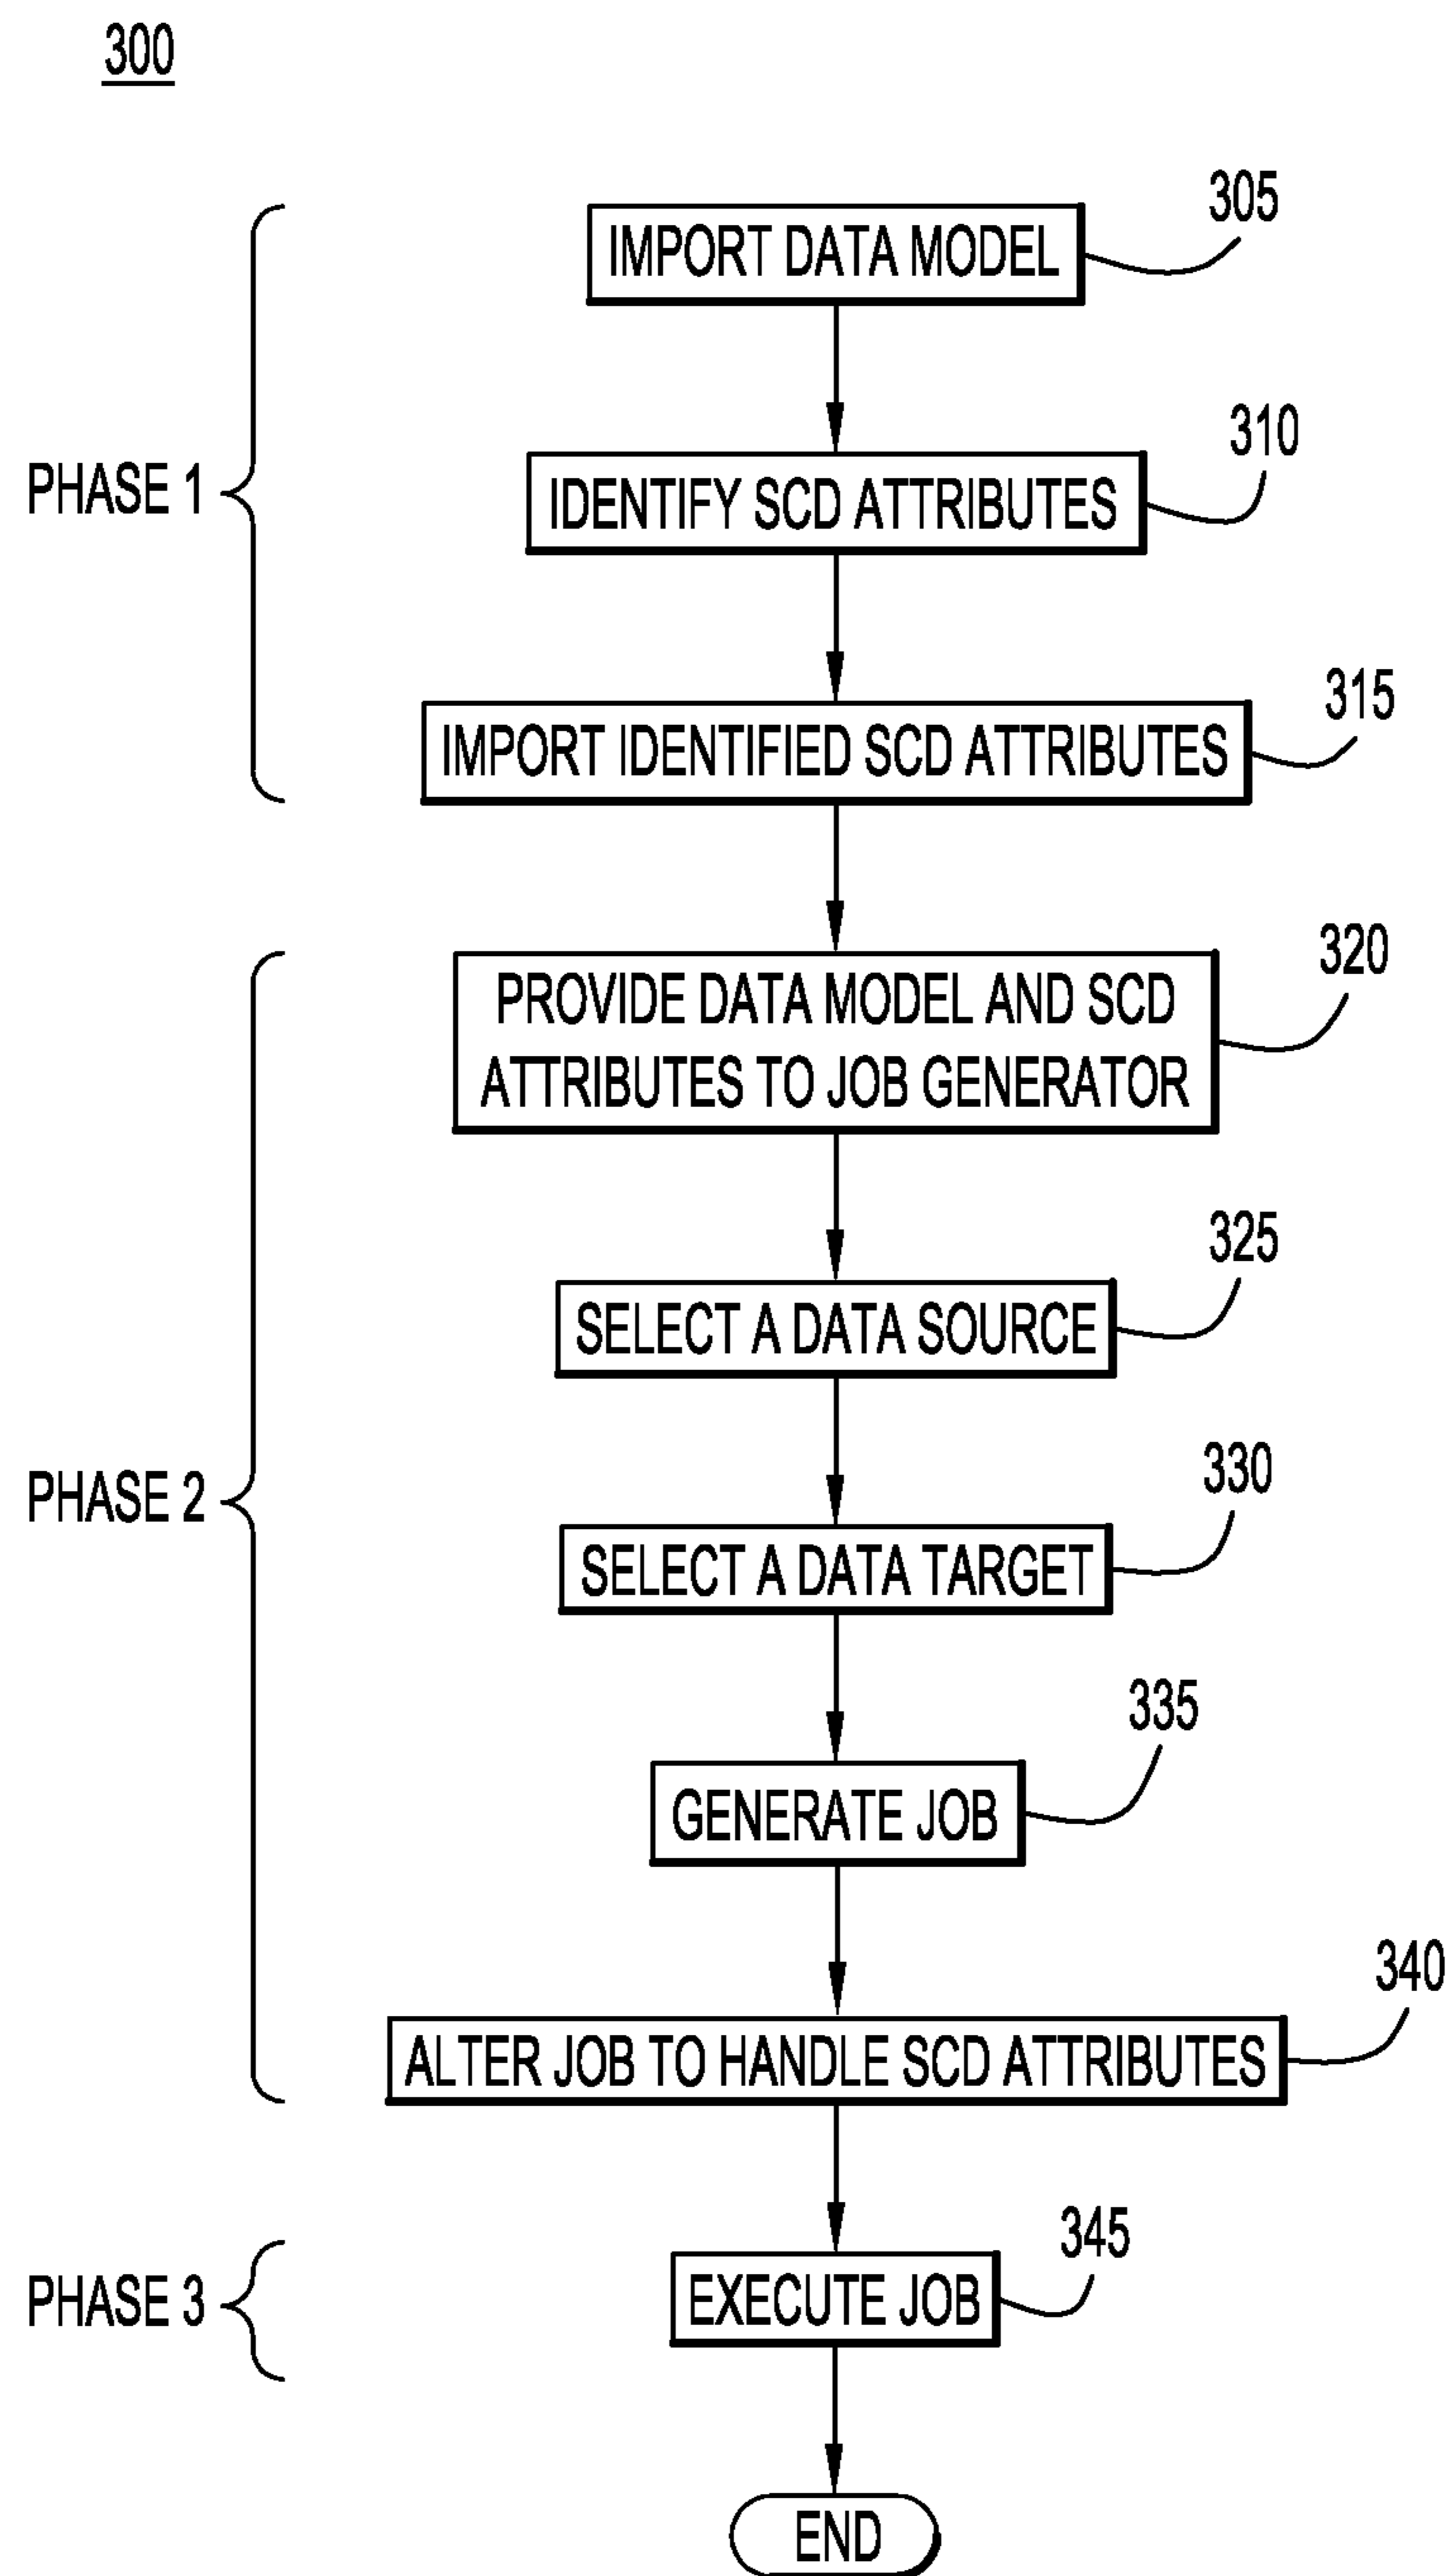 300
305
IMPORT DATA MODEL
310
IDENTIFY SCD ATTRIBUTES
PHASE 1
315
IMPORT IDENTIFIED SCD ATTRIBUTES
320
PROVIDE DATA MODEL AND SCD
ATTRIBUTES TO JOB GENERATOR
325
SELECT A DATA SOURCE
330
PHASE 2
SELECT A DATA TARGET
335
GENERATE JOB
340
ALTER JOB TO HANDLE SCD ATTRIBUTES
345
PHASE 3
EXECUTE JOB
END